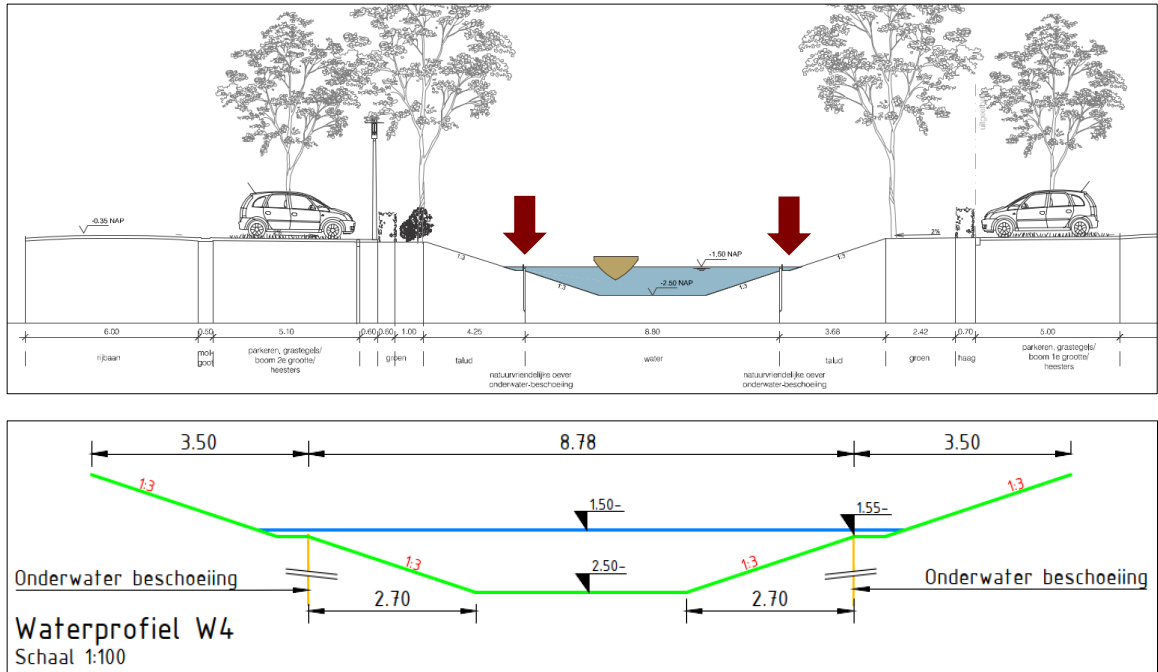 uitgeefbaar
-0.35 NAP
2%
-1.50 NAP
1:3
1:3
-2.50 NAP
1:3
1:3
6.00 0.50 5.10 0.60 0.60 1.00 4.25 8.80 3.68 2.42 0.70 5.00
rijbaan
mol-
goot
parkeren, grastegels/
boom 2e grootte/
heesters
groen
talud
natuurvriendelijke oever
onderwater-beschoeiing
water
natuurvriendelijke oever
onderwater-beschoeiing
talud
groen
haag
parkeren, grastegels/
boom 1e grootte/
heesters
3.50 8.78 3.50
1:3
1:3
1.50-
1.55-
1:3
2.50-
1:3
Onderwater beschoeiing
Onderwater beschoeiing
2.70
2.70
Waterprofiel W4
Schaal 1:100